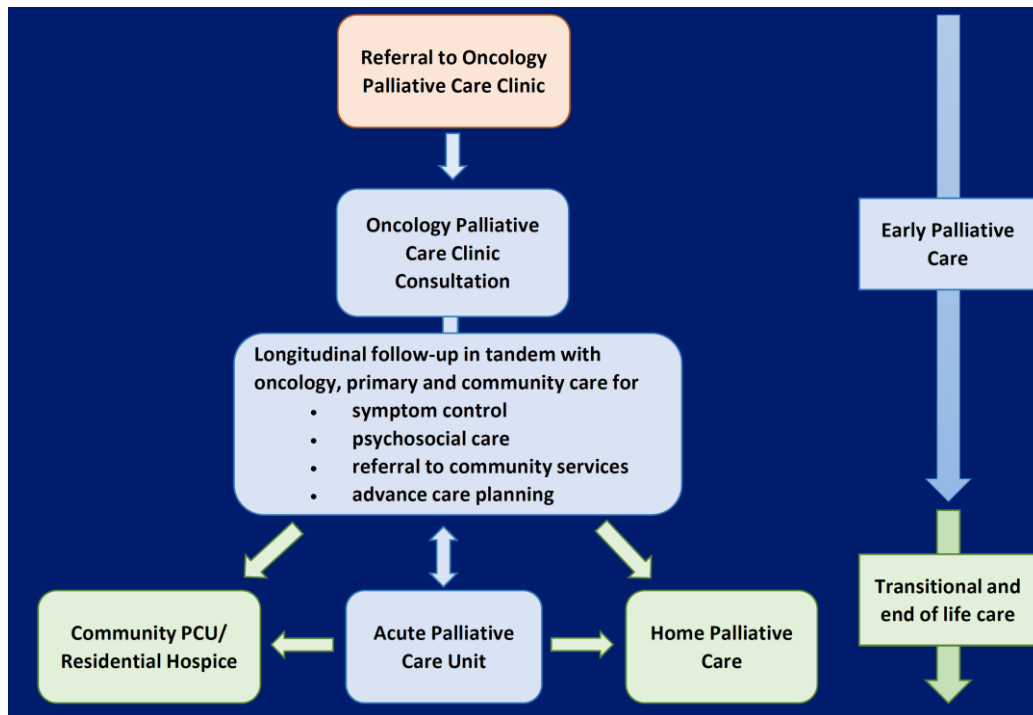 Referral to Oncology
Palliative Care Clinic
Oncology Palliative
Care Clinic
Consultation
Early Palliative
Care
Longitudinal follow-up in tandem with
oncology, primary and community care for
• symptom control
• psychosocial care
• referral to community services
• advance care planning
Community PCU/
Residential Hospice
Acute Palliative
Care Unit
Home Palliative
Care
Transitional and
end of life care